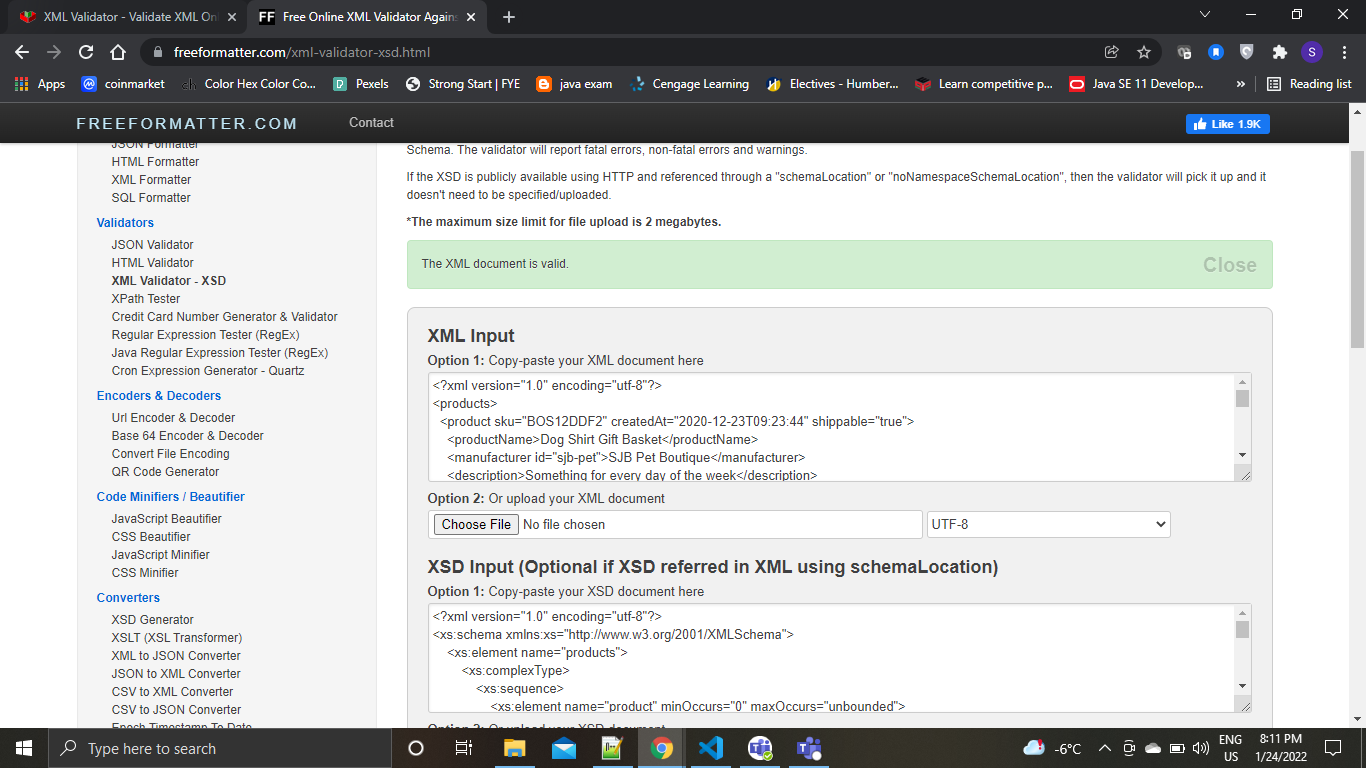 XML Validator - Validate XML Onl
Free Online XML Validator Agains
freeformatter.com/xml-validator-xsd.html
S
Apps
coinmarket
Color Hex Color Co...
Pexels
Strong Start | FYE
java exam
Cengage Learning
Electives - Humber...
Learn competitive p...
Java SE 11 Develop...
»
Reading list
FREEFORMATTER.COM
Contact
Like 1.9K
JSON Formatter
HTML Formatter
XML Formatter
SQL Formatter
Validators
JSON Validator
HTML Validator
XML Validator - XSD
XPath Tester
Credit Card Number Generator & Validator
Regular Expression Tester (RegEx)
Java Regular Expression Tester (RegEx)
Cron Expression Generator - Quartz
Encoders & Decoders
Url Encoder & Decoder
Base 64 Encoder & Decoder
Convert File Encoding
QR Code Generator
Code Minifiers / Beautifier
JavaScript Beautifier
CSS Beautifier
JavaScript Minifier
CSS Minifier
Converters
XSD Generator
XSLT (XSL Transformer)
XML to JSON Converter
JSON to XML Converter
CSV to XML Converter
CSV to JSON Converter
Epoch Timestamp To Date
Schema. The validator will report fatal errors, non-fatal errors and warnings.
If the XSD is publicly available using HTTP and referenced through a "schemaLocation" or "noNamespaceSchemaLocation", then the validator will pick it up and it
doesn't need to be specified/uploaded.
*The maximum size limit for file upload is 2 megabytes.
The XML document is valid.
Close
XML Input
Option 1: Copy-paste your XML document here
<?xml version="1.0" encoding="utf-8"?>
<products>
<product sku="BOS12DDF2" createdAt="2020-12-23T09:23:44" shippable="true">
<productName>Dog Shirt Gift Basket</productName>
<manufacturer id="sjb-pet">SJB Pet Boutique</manufacturer>
<description>Something for every day of the week</description>
Option 2: Or upload your XML document
Choose File No file chosen
UTF-8
XSD Input (Optional if XSD referred in XML using schemaLocation)
Option 1: Copy-paste your XSD document here
<?xml version="1.0" encoding="utf-8"?>
<xs:schema xmlns:xs="http://www.w3.org/2001/XMLSchema">
<xs:element name="products">
<xs:complexType>
<xs:sequence>
<xs:element name="product" minOccurs="0" maxOccurs="unbounded">
Option 2: Or upload your XSD document
Type here to search
-6°C
ENG
US
8:11 PM
1/24/2022